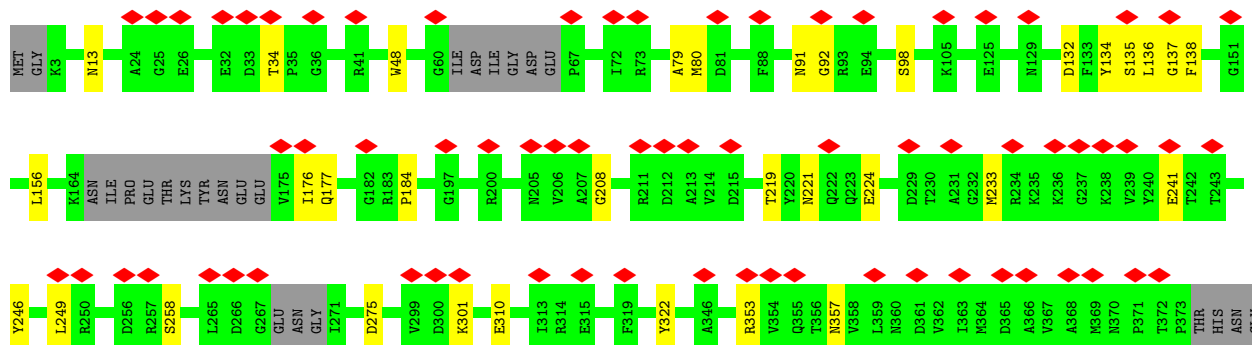 MET GLY K3 N13 A24 G25 E26 E32 D33 T34 P35 G36 R41 W48 G60 ILE ASP ILE GLY ASP GLU P67 I72 R73 A79 M80 D81 F88 N91 G92 R93 E94 S98 K105 E125 N129 D132 F133 Y134 S135 L136 G137 F138 G151
L156 K164 ASN ILE PRO GLU THR LYS TYR ASN GLU GLU V175 I176 Q177 G182 R183 P184 G197 R200 N205 V206 A207 G208 R211 D212 A213 V214 D215 T219 Y220 N221 Q222 Q223 E224 D229 T230 A231 G232 M233 R234 K235 K236 G237 K238 V239 Y240 E241 T242 T243
Y246 L249 R250 D256 R257 S258 L265 D266 G267 GLU ASN GLY I271 D275 V299 D300 K301 E310 I313 R314 E315 F319 Y322 A346 R353 V354 Q355 T356 N357 V358 L359 N360 D361 V362 I363 M364 D365 A366 V367 A368 M369 N370 P371 T372 P373 THR HIS ASN